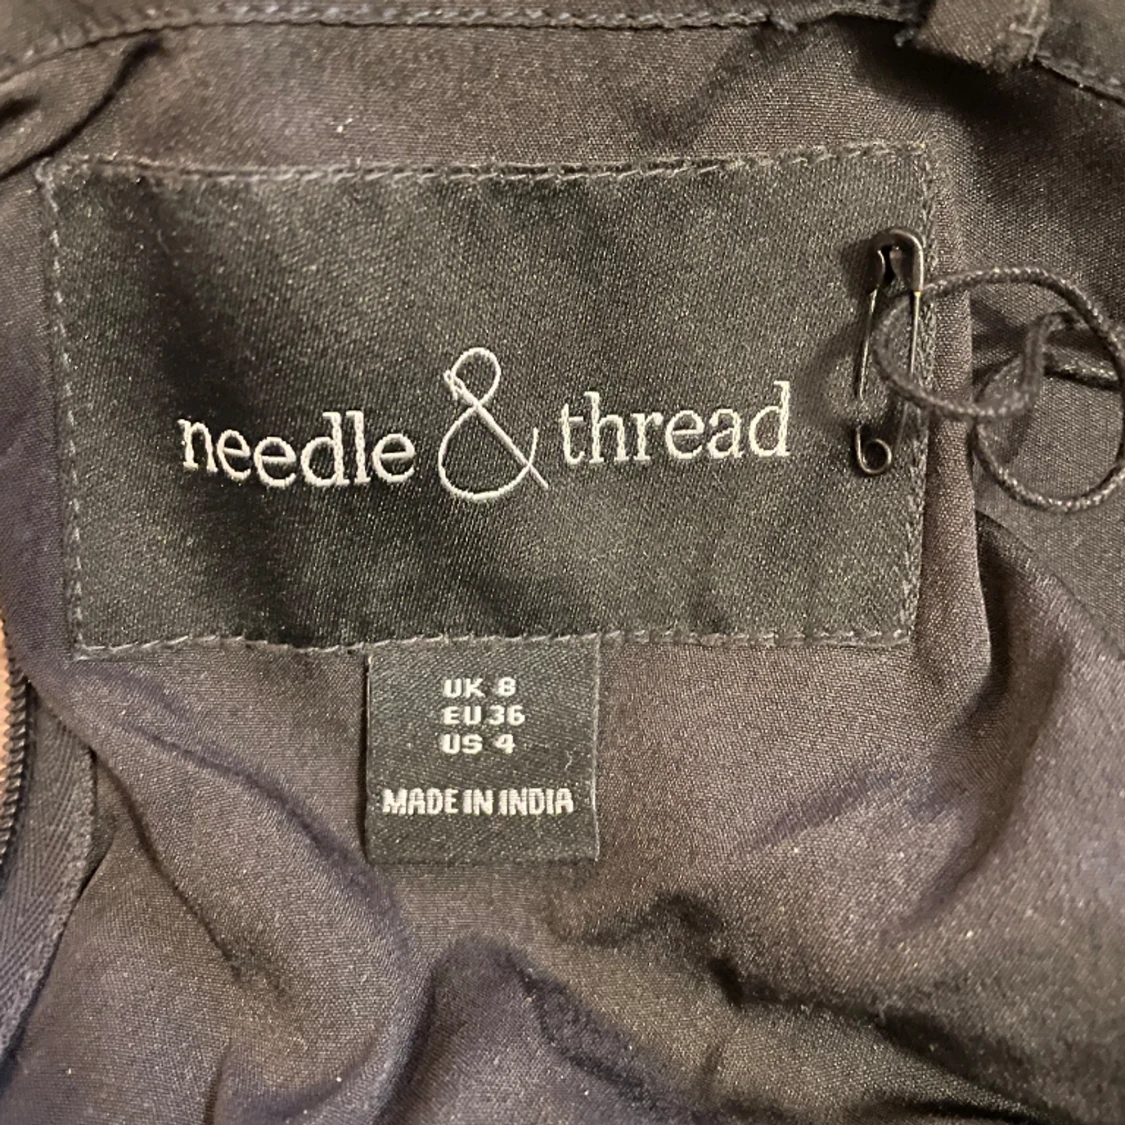 needle & thread
UK 8
EU 36
US 4
MADE IN INDIA